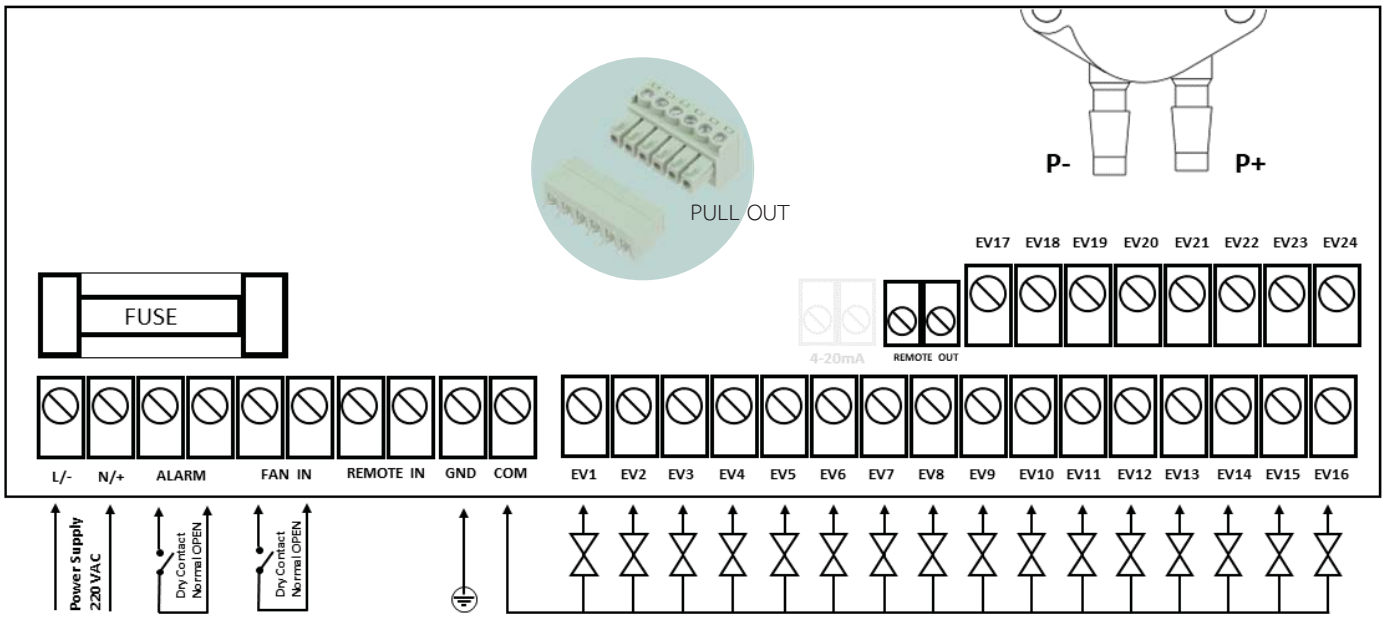 P- P+
PULL OUT
EV17 EV18 EV19 EV20 EV21 EV22 EV23 EV24
FUSE
4-20mA
REMOTE OUT
L/- N/+ ALARM FAN IN REMOTE IN GND COM EV1 EV2 EV3 EV4 EV5 EV6 EV7 EV8 EV9 EV10 EV11 EV12 EV13 EV14 EV15 EV16
Power Supply
220 VAC
Dry Contact
Normal OPEN
Dry Contact
Normal OPEN